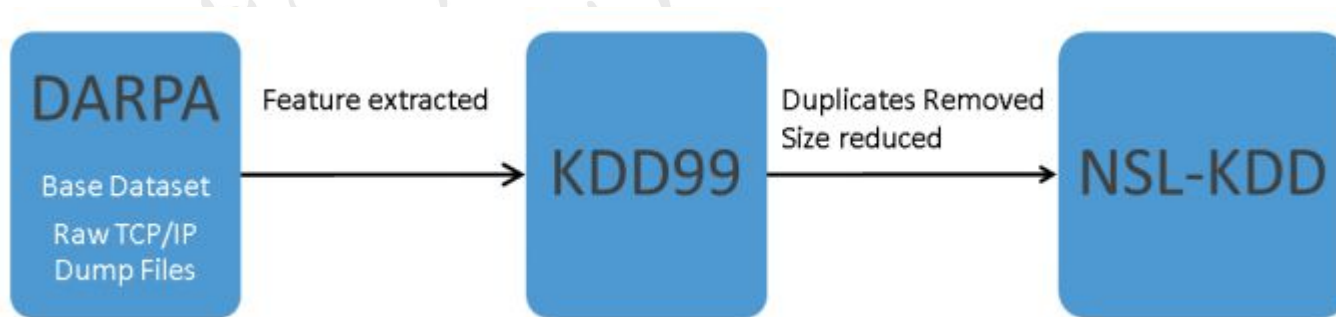 DARPA
Base Dataset
Raw TCP/IP
Dump Files
Feature extracted
KDD99
Duplicates Removed
Size reduced
NSL-KDD